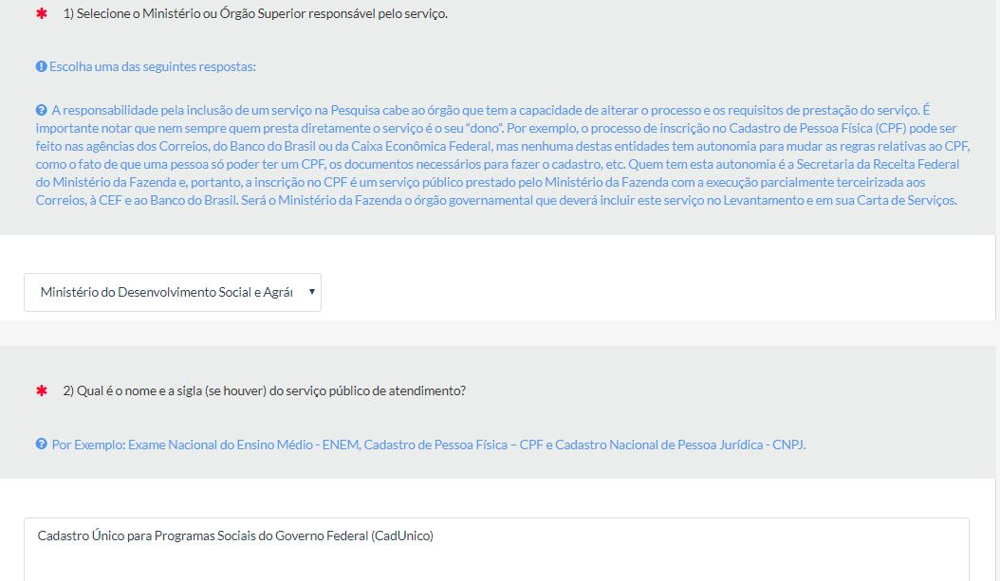 * 1) Selecione o Ministério ou Órgão Superior responsável pelo serviço.
Escolha uma das seguintes respostas:
A responsabilidade pela inclusão de um serviço na Pesquisa cabe ao órgão que tem a capacidade de alterar o processo e os requisitos de prestação do serviço. É
importante notar que nem sempre quem presta diretamente o serviço é o seu “dono”. Por exemplo, o processo de inscrição no Cadastro de Pessoa Física (CPF) pode ser
feito nas agências dos Correios, do Banco do Brasil ou da Caixa Econômica Federal, mas nenhuma destas entidades tem autonomia para mudar as regras relativas ao CPF,
como o fato de que uma pessoa só poder ter um CPF, os documentos necessários para fazer o cadastro, etc. Quem tem esta autonomia é a Secretaria da Receita Federal
do Ministério da Fazenda e, portanto, a inscrição no CPF é um serviço público prestado pelo Ministério da Fazenda com a execução parcialmente terceirizada aos
Correios, à CEF e ao Banco do Brasil. Será o Ministério da Fazenda o órgão governamental que deverá incluir este serviço no Levantamento e em sua Carta de Serviços.
Ministério do Desenvolvimento Social e Agrár
* 2) Qual é o nome e a sigla (se houver) do serviço público de atendimento?
Por Exemplo: Exame Nacional do Ensino Médio - ENEM, Cadastro de Pessoa Física – CPF e Cadastro Nacional de Pessoa Jurídica - CNPJ.
Cadastro Único para Programas Sociais do Governo Federal (CadUnico)